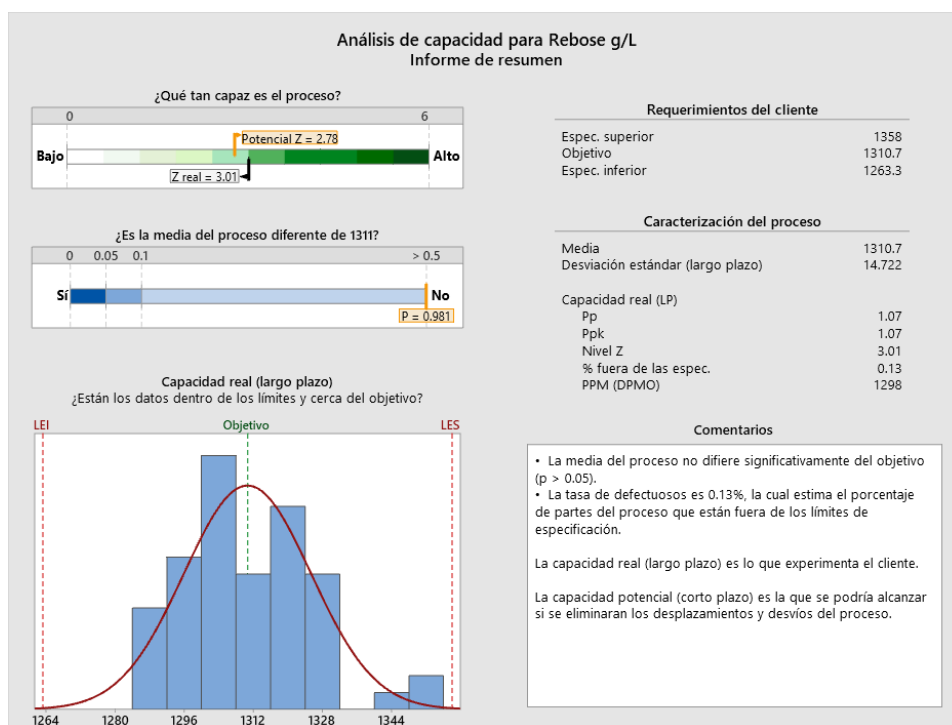 Análisis de capacidad para Rebose g/L
Informe de resumen
¿Qué tan capaz es el proceso?
0 6
Potencial Z = 2.78
Bajo Alto
Z real = 3.01
¿Es la media del proceso diferente de 1311?
0 0.05 0.1 > 0.5
Sí No
P = 0.981
Capacidad real (largo plazo)
¿Están los datos dentro de los límites y cerca del objetivo?
LEI Objetivo LES
1264 1280 1296 1312 1328 1344
Requerimientos del cliente
Espec. superior 1358
Objetivo 1310.7
Espec. inferior 1263.3
Caracterización del proceso
Media 1310.7
Desviación estándar (largo plazo) 14.722
Capacidad real (LP)
Pp 1.07
Ppk 1.07
Nivel Z 3.01
% fuera de las espec. 0.13
PPM (DPMO) 1298
Comentarios
• La media del proceso no difiere significativamente del objetivo
(p > 0.05).
• La tasa de defectuosos es 0.13%, la cual estima el porcentaje
de partes del proceso que están fuera de los límites de
especificación.
La capacidad real (largo plazo) es lo que experimenta el cliente.
La capacidad potencial (corto plazo) es la que se podría alcanzar
si se eliminaran los desplazamientos y desvíos del proceso.